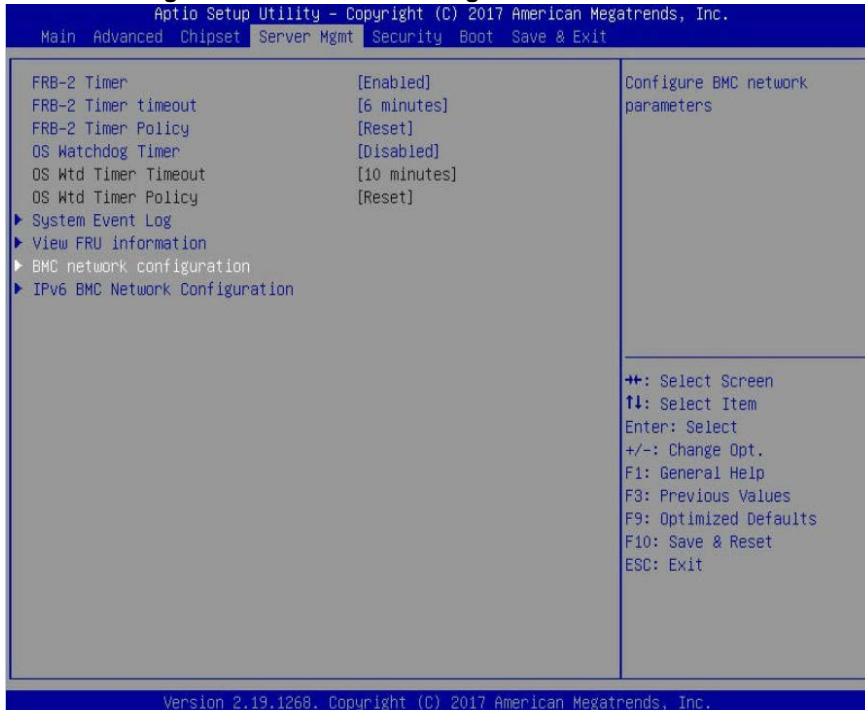 Aptio Setup Utility – Copyright (C) 2017 American Megatrends, Inc.
Main Advanced Chipset Server Mgmt Security Boot Save & Exit
FRB-2 Timer [Enabled]
FRB-2 Timer timeout [6 minutes]
FRB-2 Timer Policy [Reset]
OS Watchdog Timer [Disabled]
OS Wtd Timer Timeout [10 minutes]
OS Wtd Timer Policy [Reset]
System Event Log
View FRU information
BMC network configuration
IPv6 BMC Network Configuration
Configure BMC network
parameters
→←: Select Screen
↑↓: Select Item
Enter: Select
+/-: Change Opt.
F1: General Help
F3: Previous Values
F9: Optimized Defaults
F10: Save & Reset
ESC: Exit
Version 2.19.1268. Copyright (C) 2017 American Megatrends, Inc.